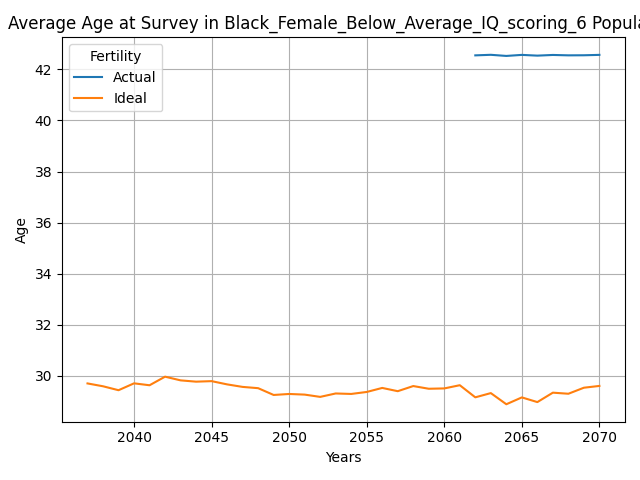 Average Age at Survey in Black_Female_Below_Average_IQ_scoring_6 Popula
Fertility
Actual
Ideal
Age
42
40
38
36
34
32
30
2040 2045 2050 2055 2060 2065 2070
Years